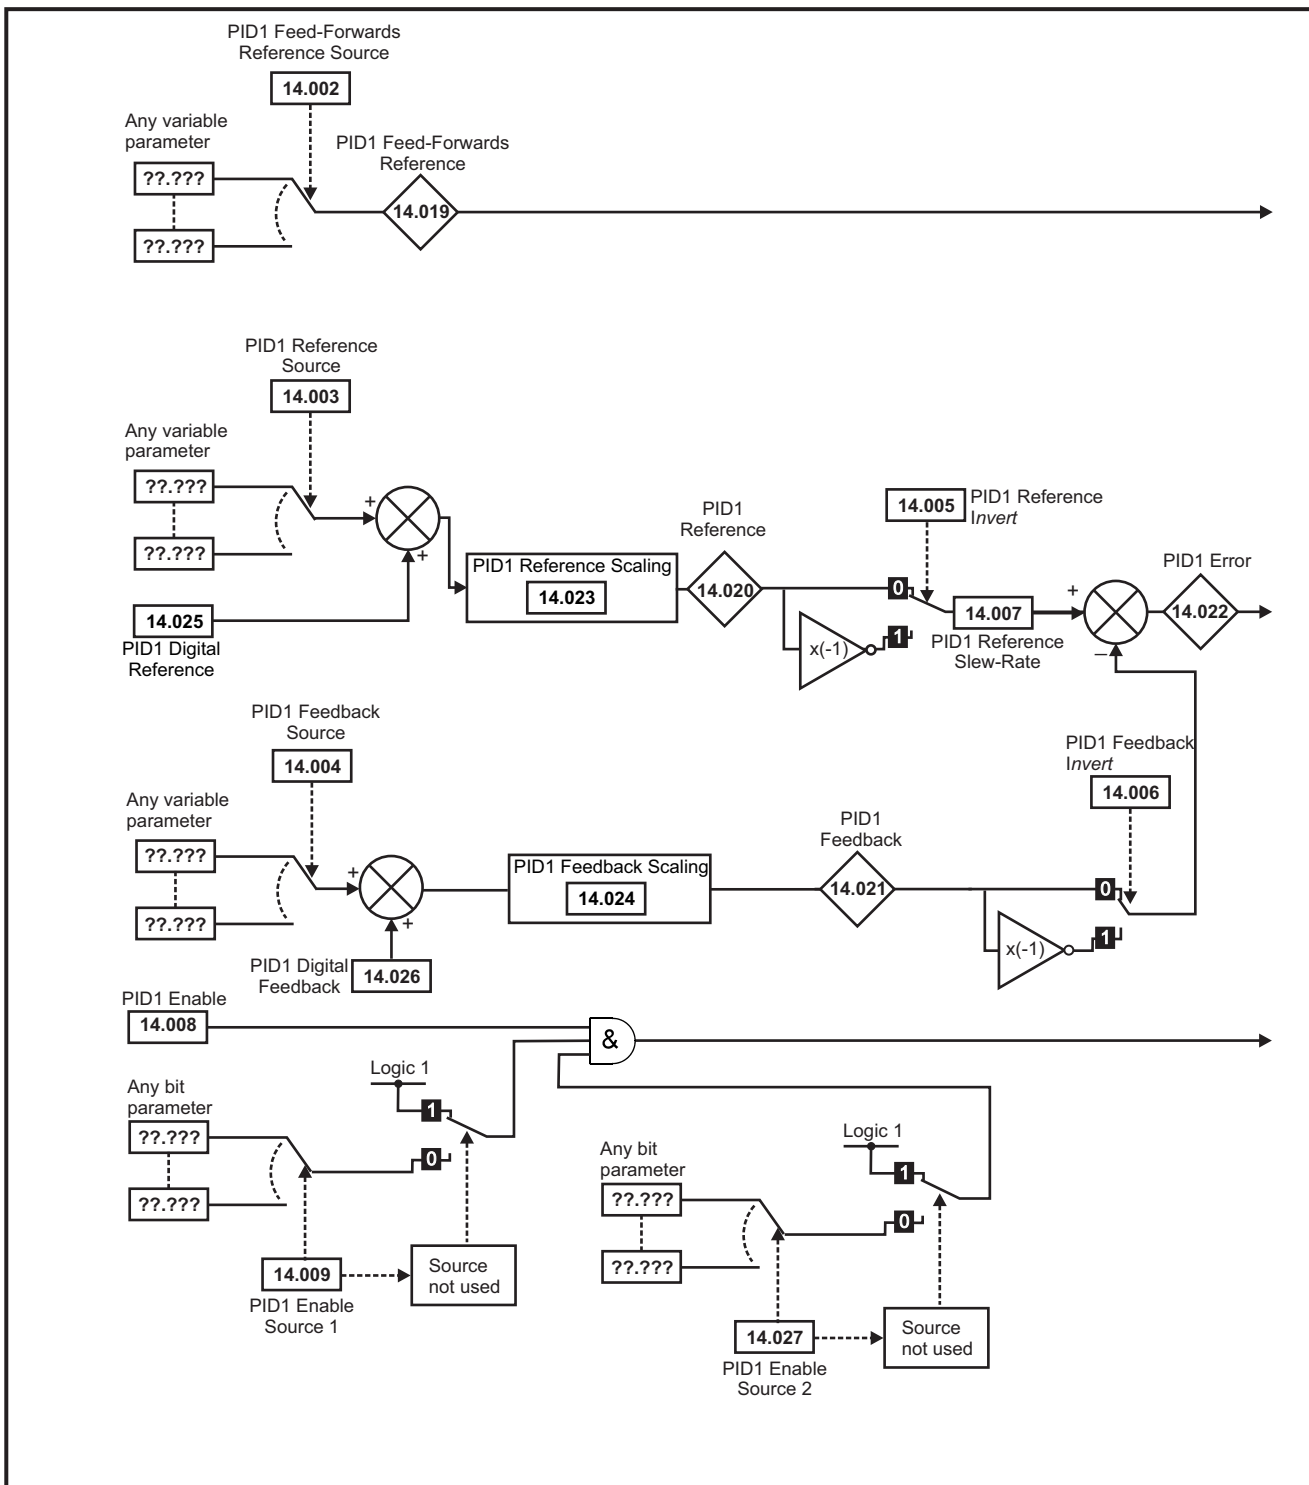 PID1 Feed-Forwards
Reference Source
14.002
Any variable
parameter
??.???
??.???
PID1 Feed-Forwards
Reference
14.019
PID1 Reference
Source
14.003
Any variable
parameter
??.???
??.???
+
+
14.025
PID1 Digital
Reference
PID1 Reference Scaling
14.023
PID1
Reference
14.020
x(-1)
0
1
14.005
PID1 Reference
Invert
14.007
PID1 Reference
Slew-Rate
+
–
PID1 Error
14.022
PID1 Feedback
Source
14.004
Any variable
parameter
??.???
??.???
+
+
PID1 Digital
Feedback
14.026
PID1 Feedback Scaling
14.024
PID1
Feedback
14.021
x(-1)
0
1
PID1 Feedback
Invert
14.006
PID1 Enable
14.008
&
Any bit
parameter
??.???
??.???
Logic 1
1
0
14.009
PID1 Enable
Source 1
Source
not used
Any bit
parameter
??.???
??.???
Logic 1
1
0
14.027
PID1 Enable
Source 2
Source
not used